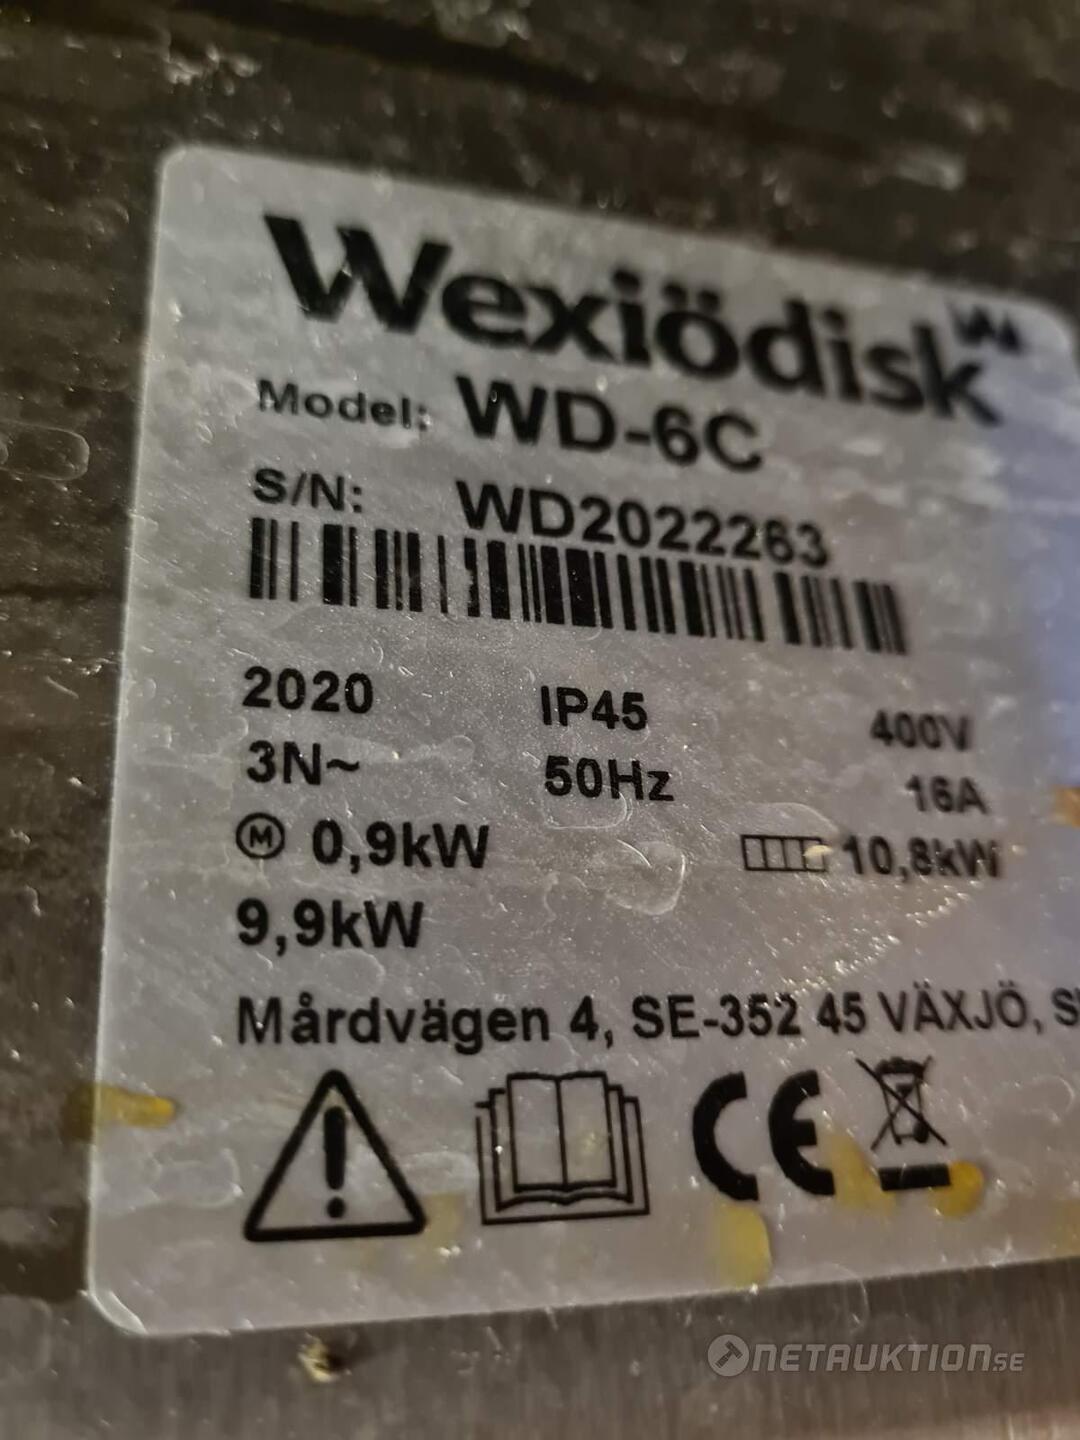 Wexiödisk
Model: WD-6C
S/N: WD2022263
2020 IP45 400V
3N~ 50Hz 16A
M 0,9kW 10,8kW
9,9kW
Mårdvägen 4, SE-352 45 VÄXJÖ,
CE
NETAUKTION.SE